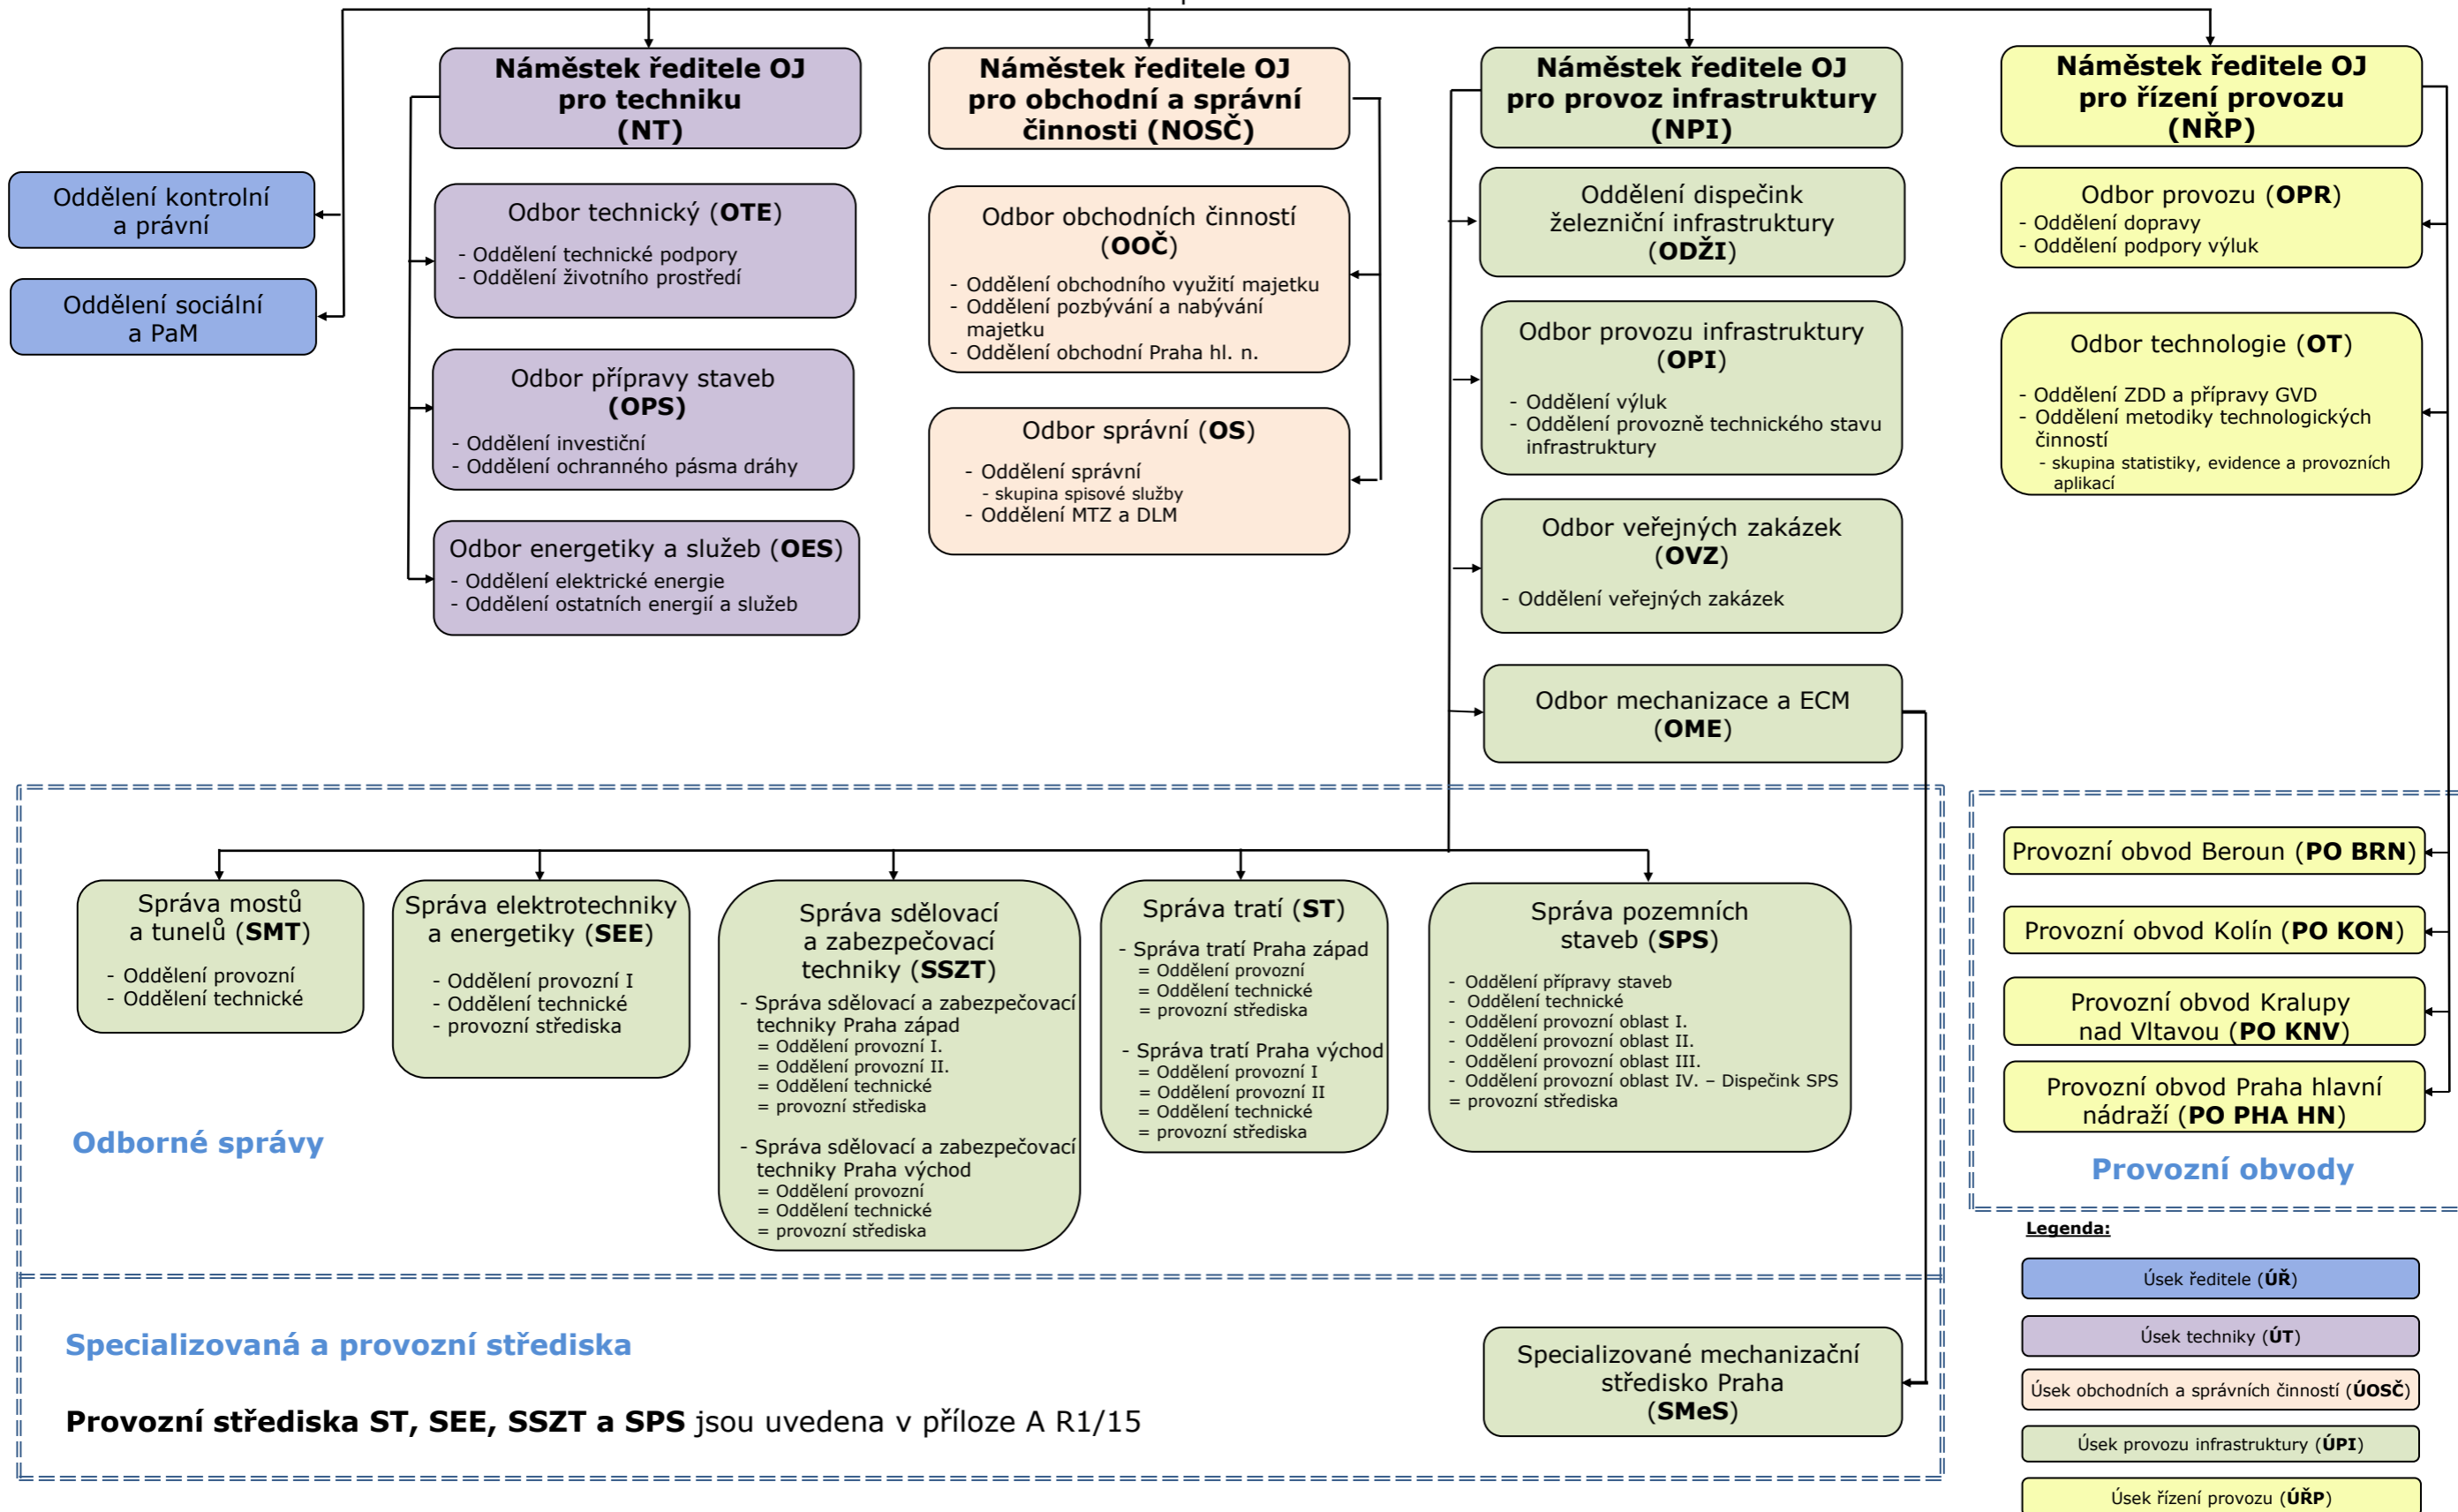 Náměstek ředitele OJ
pro techniku
(NT)
Náměstek ředitele OJ
pro obchodní a správní
činnosti (NOSČ)
Náměstek ředitele OJ
pro provoz infrastruktury
(NPI)
Náměstek ředitele OJ
pro řízení provozu
(NŘP)
Oddělení kontrolní
a právní
Oddělení sociální
a PaM
Odbor technický (OTE)
- Oddělení technické podpory
- Oddělení životního prostředí
Odbor přípravy staveb
(OPS)
- Oddělení investiční
- Oddělení ochranného pásma dráhy
Odbor energetiky a služeb (OES)
- Oddělení elektrické energie
- Oddělení ostatních energií a služeb
Odbor obchodních činností
(OOČ)
- Oddělení obchodního využití majetku
- Oddělení pozbývání a nabývání
majetku
- Oddělení obchodní Praha hl. n.
Odbor správní (OS)
- Oddělení správní
- skupina spisové služby
- Oddělení MTZ a DLM
Oddělení dispečink
železniční infrastruktury
(ODŽI)
Odbor provozu infrastruktury
(OPI)
- Oddělení výluk
- Oddělení provozně technického stavu
infrastruktury
Odbor veřejných zakázek
(OVZ)
- Oddělení veřejných zakázek
Odbor mechanizace a ECM
(OME)
Odbor provozu (OPR)
- Oddělení dopravy
- Oddělení podpory výluk
Odbor technologie (OT)
- Oddělení ZDD a přípravy GVD
- Oddělení metodiky technologických
činností
- skupina statistiky, evidence a provozních
aplikací
Správa mostů
a tunelů (SMT)
- Oddělení provozní
- Oddělení technické
Správa elektrotechniky
a energetiky (SEE)
- Oddělení provozní I
- Oddělení technické
- provozní střediska
Správa sdělovací
a zabezpečovací
techniky (SSZT)
- Správa sdělovací a zabezpečovací
techniky Praha západ
= Oddělení provozní I.
= Oddělení provozní II.
= Oddělení technické
= provozní střediska
- Správa sdělovací a zabezpečovací
techniky Praha východ
= Oddělení provozní
= Oddělení technické
= provozní střediska
Správa tratí (ST)
- Správa tratí Praha západ
= Oddělení provozní
= Oddělení technické
= provozní střediska
- Správa tratí Praha východ
= Oddělení provozní I
= Oddělení provozní II
= Oddělení technické
= provozní střediska
Správa pozemních
staveb (SPS)
- Oddělení přípravy staveb
- Oddělení technické
- Oddělení provozní oblast I.
- Oddělení provozní oblast II.
- Oddělení provozní oblast III.
- Oddělení provozní oblast IV. – Dispečink SPS
= provozní střediska
Odborné správy
Provozní obvod Beroun (PO BRN)
Provozní obvod Kolín (PO KON)
Provozní obvod Kralupy
nad Vltavou (PO KNV)
Provozní obvod Praha hlavní
nádraží (PO PHA HN)
Provozní obvody
Specializovaná a provozní střediska
Provozní střediska ST, SEE, SSZT a SPS jsou uvedena v příloze A R1/15
Specializované mechanizační
středisko Praha
(SMeS)
Legenda:
Úsek ředitele (ÚŘ)
Úsek techniky (ÚT)
Úsek obchodních a správních činností (ÚOSČ)
Úsek provozu infrastruktury (ÚPI)
Úsek řízení provozu (ÚŘP)